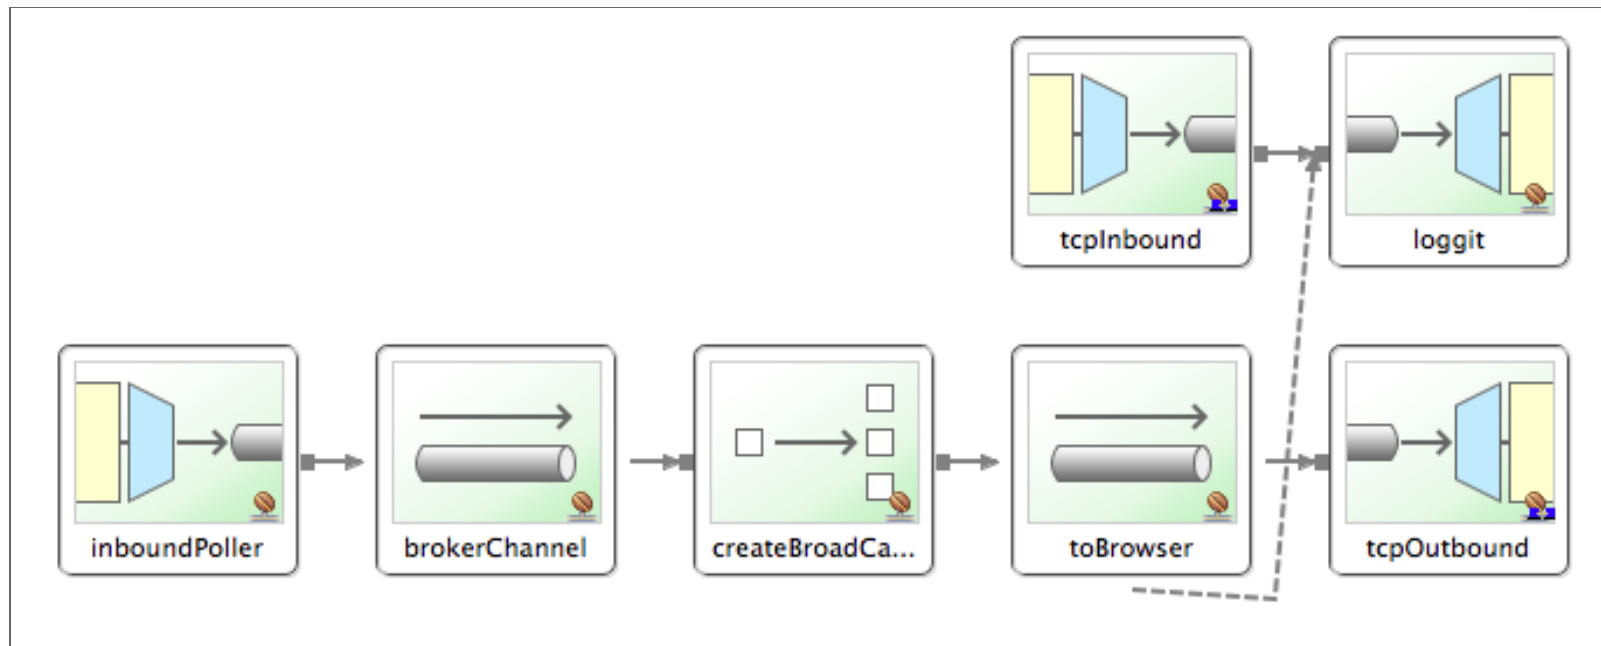 tcpInbound
loggit
inboundPoller
brokerChannel
createBroadCa...
toBrowser
tcpOutbound